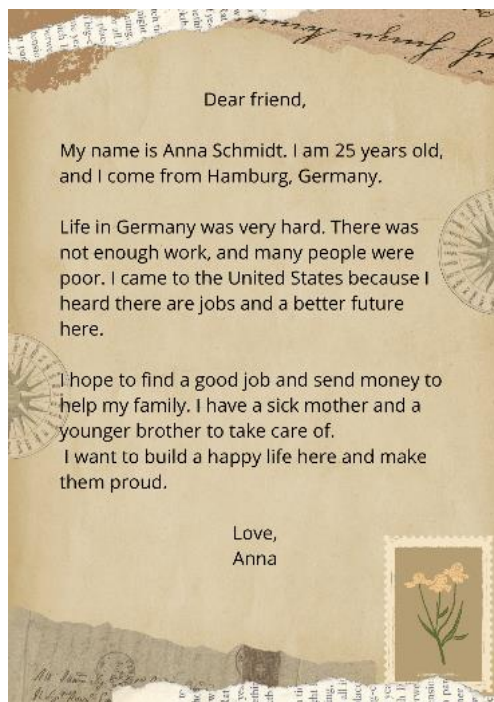 Dear friend,
My name is Anna Schmidt. I am 25 years old,
and I come from Hamburg, Germany.
Life in Germany was very hard. There was
not enough work, and many people were
poor. I came to the United States because I
heard there are jobs and a better future
here.
I hope to find a good job and send money to
help my family. I have a sick mother and a
younger brother to take care of.
I want to build a happy life here and make
them proud.
Love,
Anna